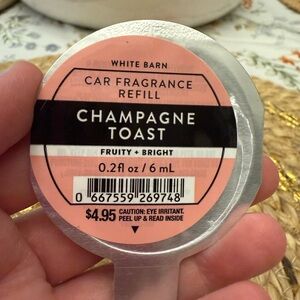 WHITE BARN
CAR FRAGRANCE
REFILL
CHAMPAGNE
TOAST
FRUITY + BRIGHT
0.2fl oz / 6 mL
0 667559 269748
$4.95 CAUTION: EYE IRRITANT.
PEEL UP & READ INSIDE